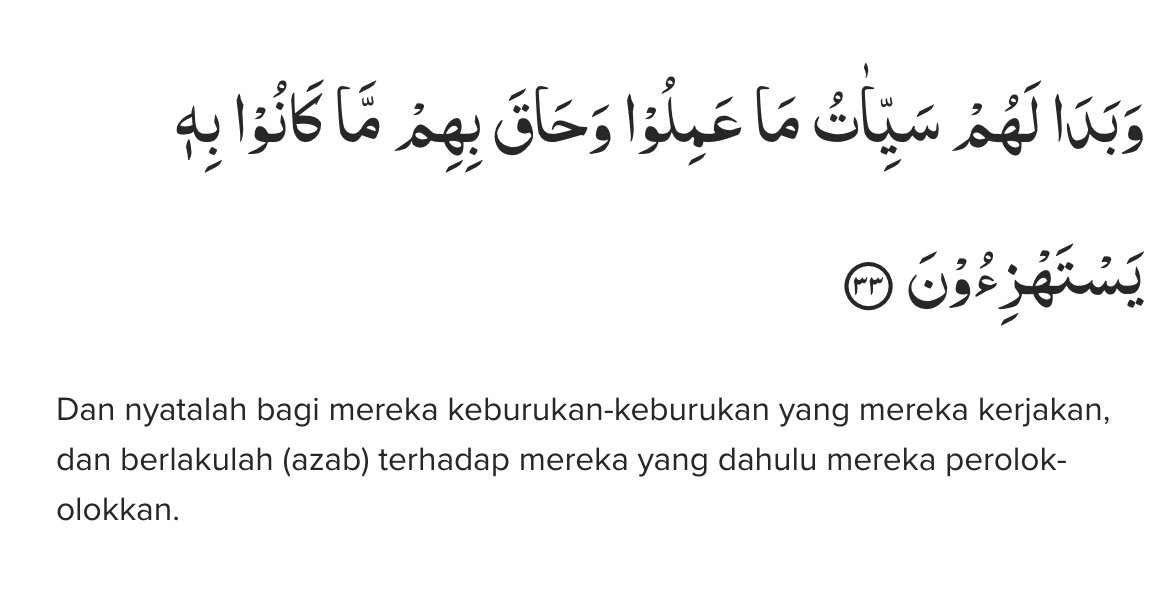 وَبَدَا لَهُمْ سَيِّاٰتُ مَا عَمِلُوْا وَحَاقَ بِهِمْ مَّا كَانُوْا بِهٖ
يَسْتَهْزِءُوْنَ ٣٣
Dan nyatalah bagi mereka keburukan-keburukan yang mereka kerjakan,
dan berlakulah (azab) terhadap mereka yang dahulu mereka perolok-
olokkan.